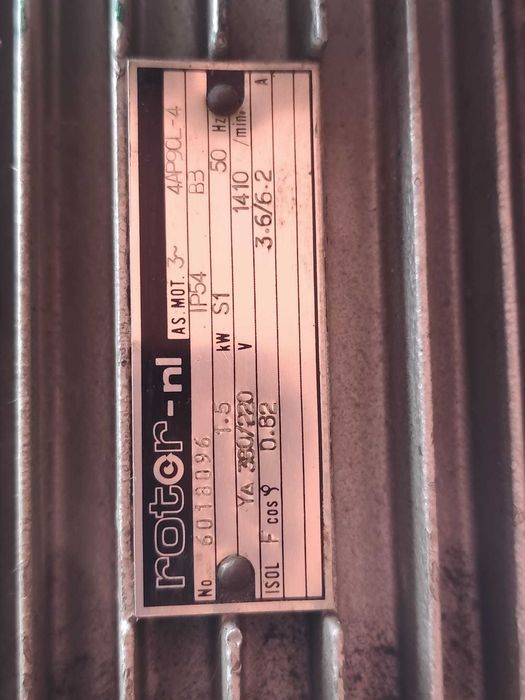 rotor-nl AS.MOT. 3~ 4AP90L-4
No. 6018096 IP54 B3
1.5 kW S1 50 Hz
Y∆ 380/220 V 1410 /min.
ISOL F cos φ 0.82 3.6/6.2 A